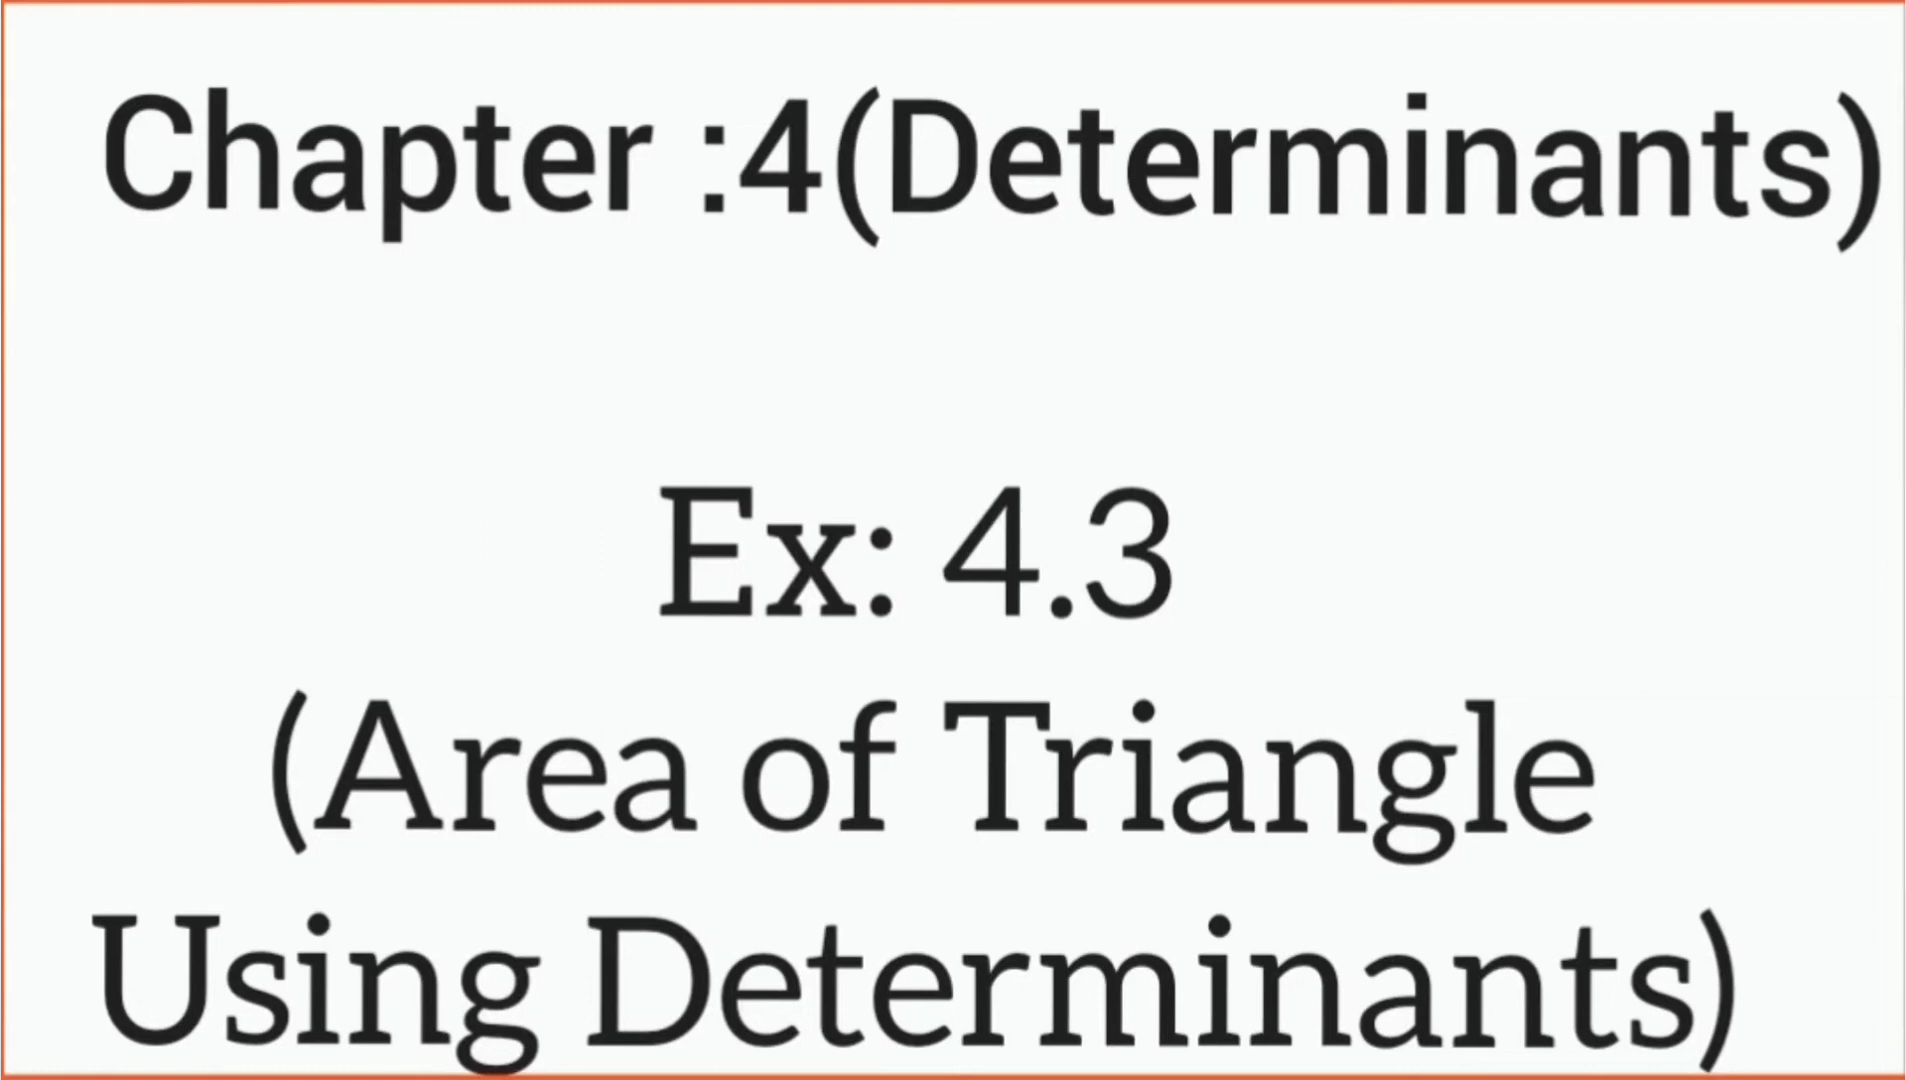 Chapter :4(Determinants)
Ex: 4.3
(Area of Triangle
Using Determinants)